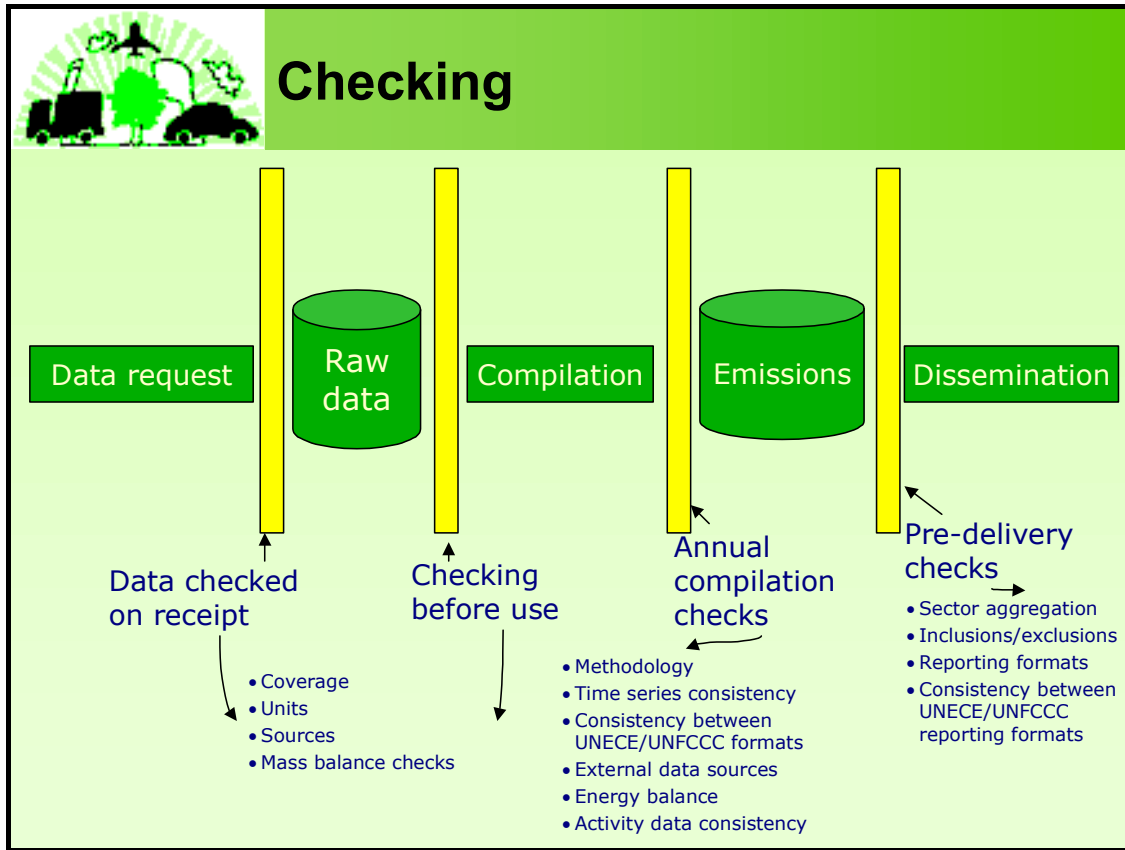 Checking
Data request
Raw
data
Compilation
Emissions
Dissemination
Data checked
on receipt
• Coverage
• Units
• Sources
• Mass balance checks
Checking
before use
Annual
compilation
checks
• Methodology
• Time series consistency
• Consistency between
UNECE/UNFCCC formats
• External data sources
• Energy balance
• Activity data consistency
Pre-delivery
checks
• Sector aggregation
• Inclusions/exclusions
• Reporting formats
• Consistency between
UNECE/UNFCCC
reporting formats